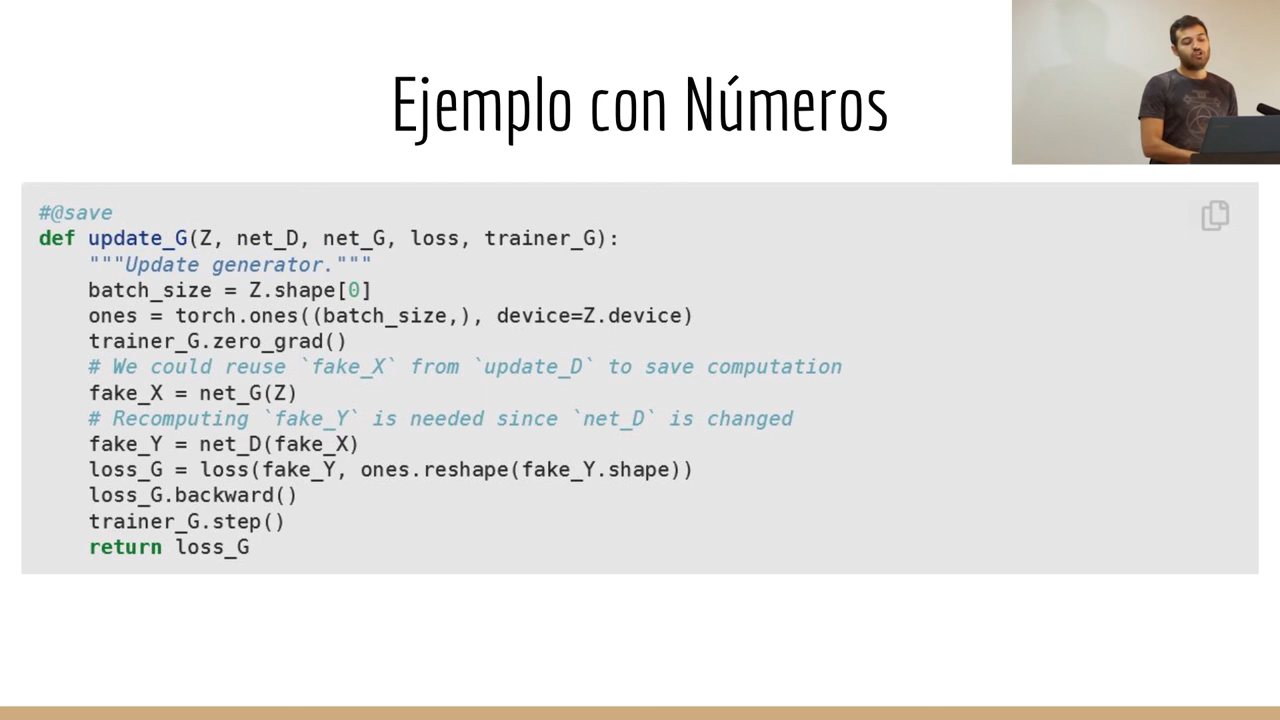 Ejemplo con Números
#@save
def update_G(Z, net_D, net_G, loss, trainer_G):
    """Update generator."""
    batch_size = Z.shape[0]
    ones = torch.ones((batch_size,), device=Z.device)
    trainer_G.zero_grad()
    # We could reuse `fake_X` from `update_D` to save computation
    fake_X = net_G(Z)
    # Recomputing `fake_Y` is needed since `net_D` is changed
    fake_Y = net_D(fake_X)
    loss_G = loss(fake_Y, ones.reshape(fake_Y.shape))
    loss_G.backward()
    trainer_G.step()
    return loss_G